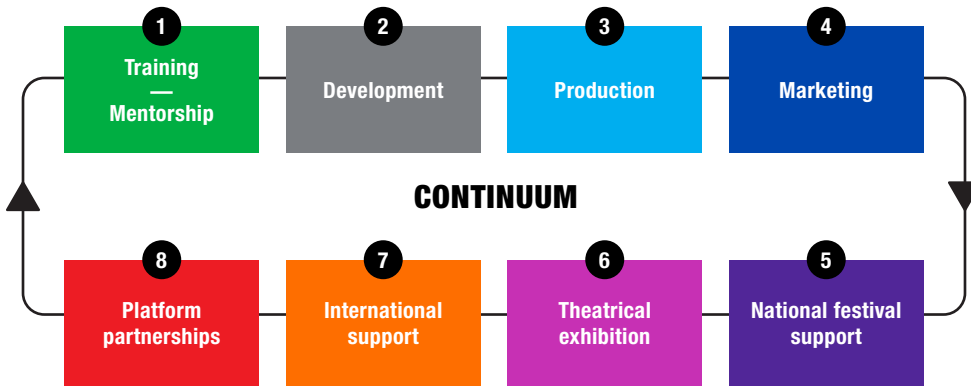 1
Training
—
Mentorship
2
Development
3
Production
4
Marketing
CONTINUUM
8
Platform
partnerships
7
International
support
6
Theatrical
exhibition
5
National festival
support